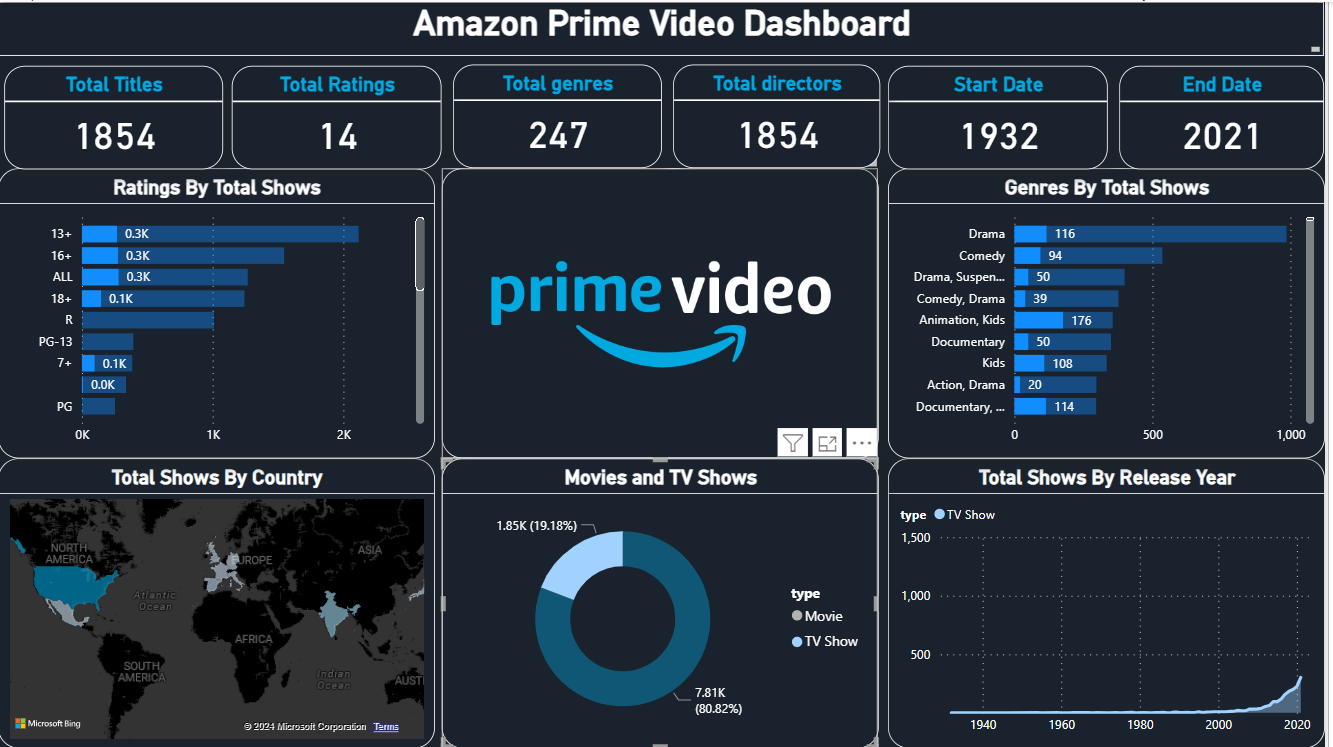 Amazon Prime Video Dashboard
Total Titles
1854
Total Ratings
14
Total genres
247
Total directors
1854
Start Date
1932
End Date
2021
Ratings By Total Shows
13+ 0.3K
16+ 0.3K
ALL 0.3K
18+ 0.1K
R
PG-13
7+ 0.1K
0.0K
PG
0K 1K 2K
prime video
Genres By Total Shows
Drama 116
Comedy 94
Drama, Suspen... 50
Comedy, Drama 39
Animation, Kids 176
Documentary 50
Kids 108
Action, Drama 20
Documentary, ... 114
0 500 1,000
Total Shows By Country
NORTH
AMERICA
EUROPE
ASIA
Atlantic
Ocean
AFRICA
SOUTH
AMERICA
Indian
Ocean
AUST
Microsoft Bing
© 2024 Microsoft Corporation Terms
Movies and TV Shows
1.85K (19.18%)
7.81K
(80.82%)
type
Movie
TV Show
Total Shows By Release Year
type TV Show
1,500
1,000
500
1940 1960 1980 2000 2020